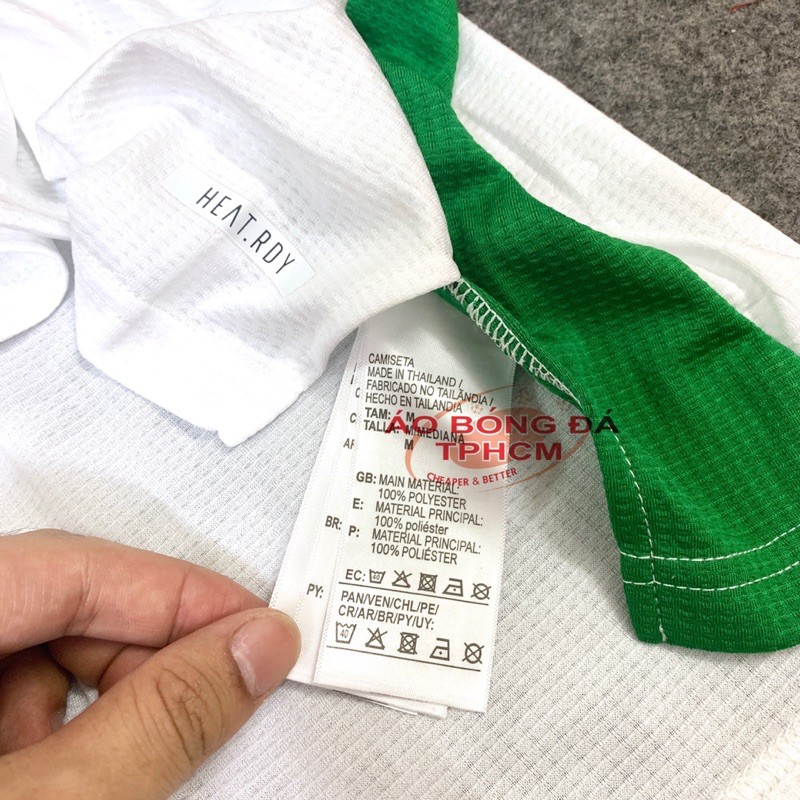 HEAT.RDY
CAMISETA
MADE IN THAILAND /
FABRICADO NO TAILÂNDIA /
HECHO EN TAILANDIA
TAM: M
TALLA: M/MEDIANA
M
ÁO BÓNG ĐÁ
TPHCM
CHEAPER & BETTER
GB: MAIN MATERIAL:
100% POLYESTER
E: MATERIAL PRINCIPAL:
100% poliéster
BR: P: MATERIAL PRINCIPAL:
100% POLIÉSTER
EC: 40
PY: PAN/VEN/CHL/PE/
CR/AR/BR/PY/UY:
40